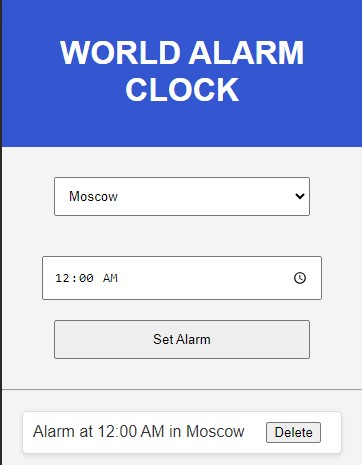 WORLD ALARM
CLOCK
Moscow
12:00 AM
Set Alarm
Alarm at 12:00 AM in Moscow Delete